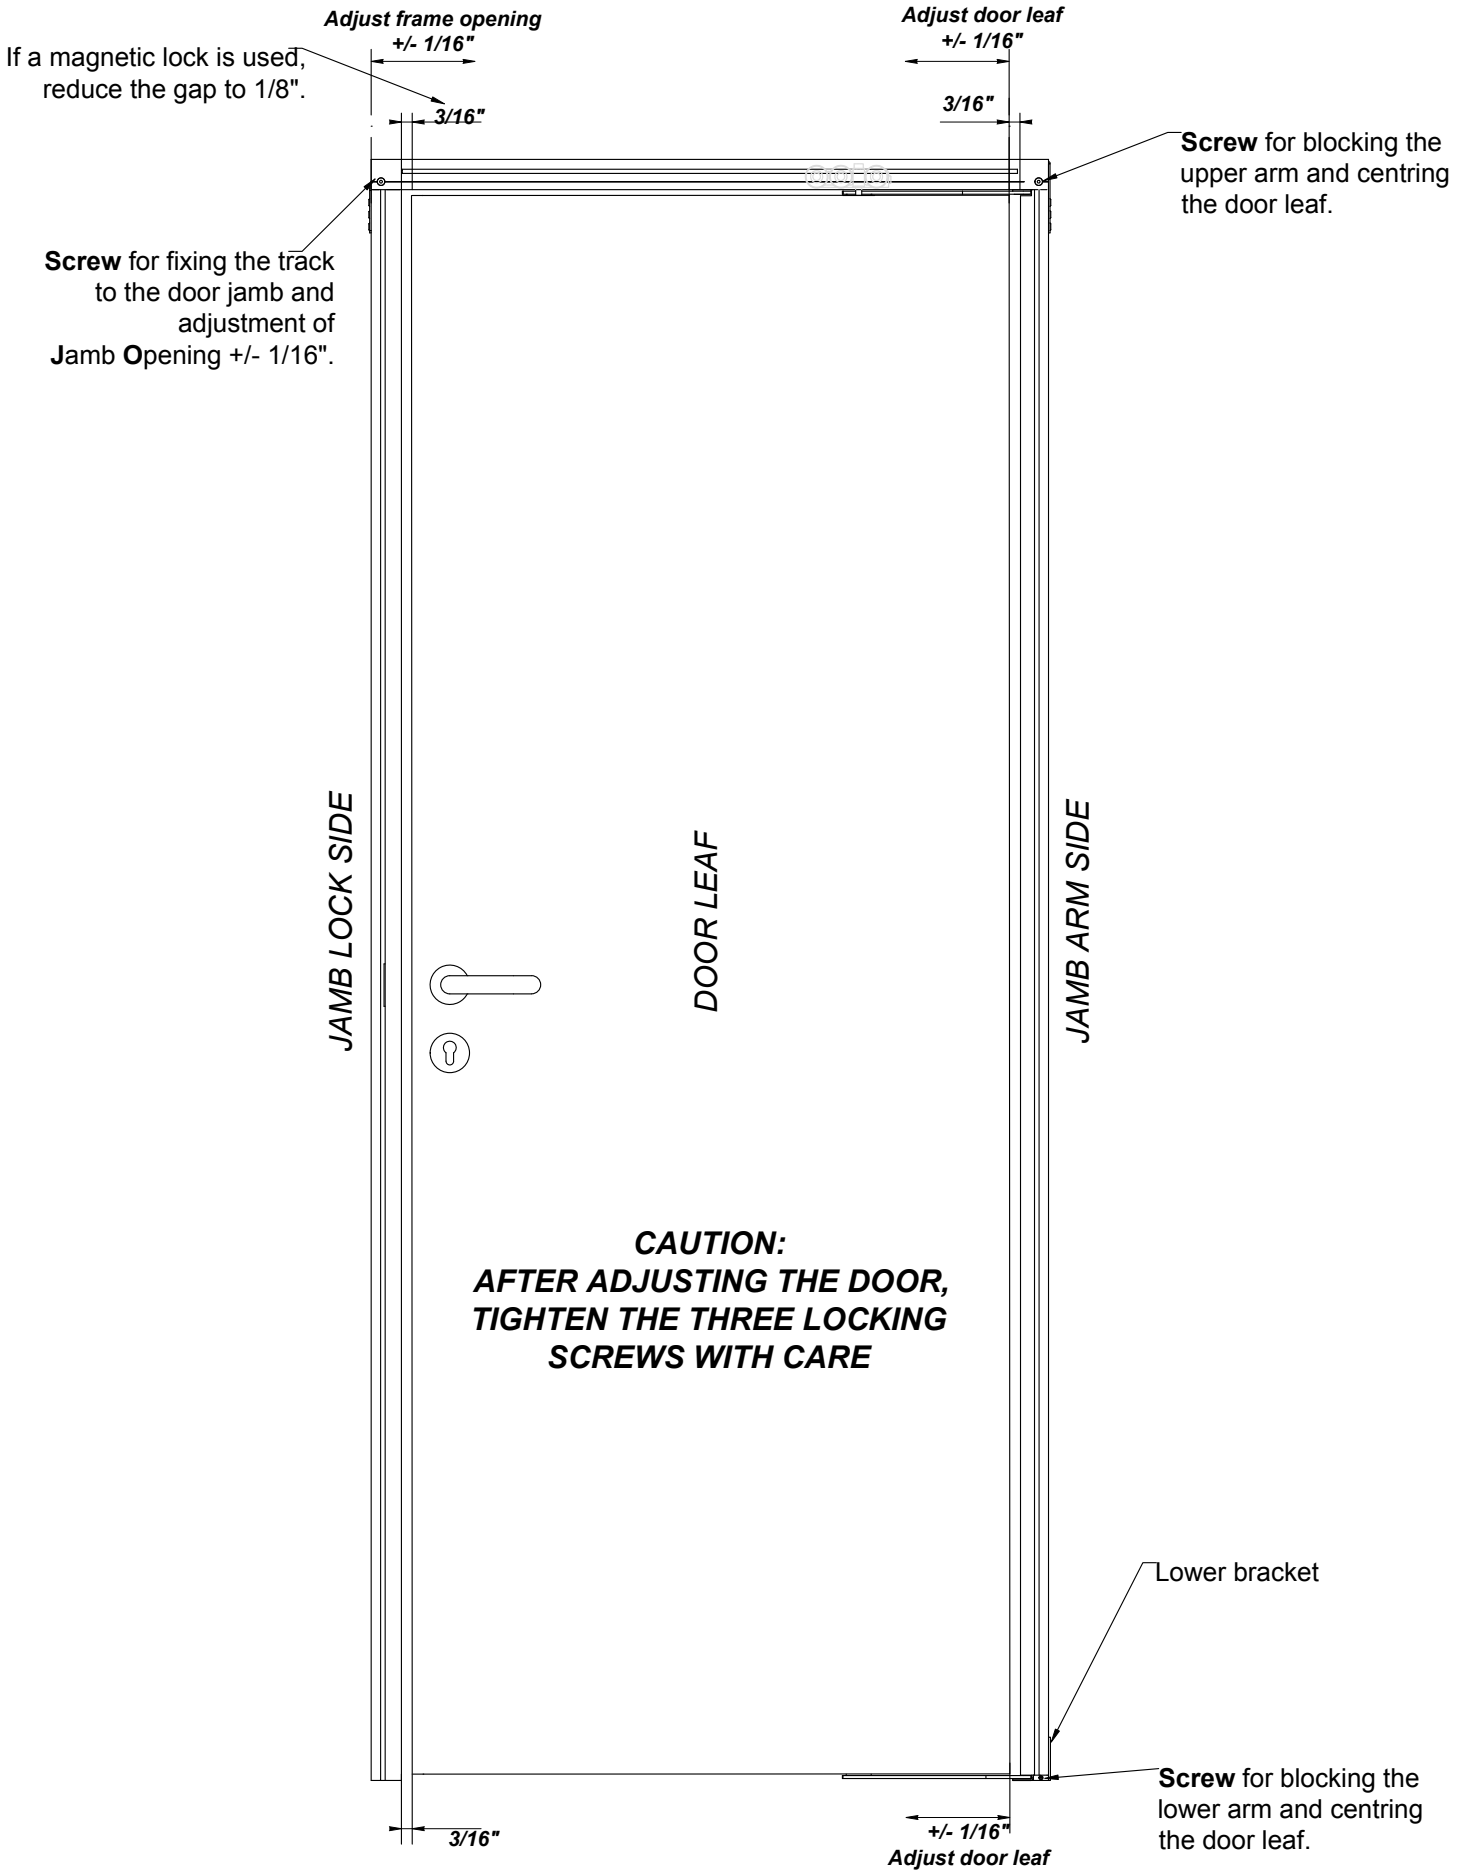 Adjust frame opening
+/- 1/16"
Adjust door leaf
+/- 1/16"
If a magnetic lock is used,
reduce the gap to 1/8".
3/16"
3/16"
Screw for blocking the
upper arm and centring
the door leaf.
Screw for fixing the track
to the door jamb and
adjustment of
Jamb Opening +/- 1/16".
JAMB LOCK SIDE
DOOR LEAF
JAMB ARM SIDE
CAUTION:
AFTER ADJUSTING THE DOOR,
TIGHTEN THE THREE LOCKING
SCREWS WITH CARE
Lower bracket
Screw for blocking the
lower arm and centring
the door leaf.
3/16"
+/- 1/16"
Adjust door leaf